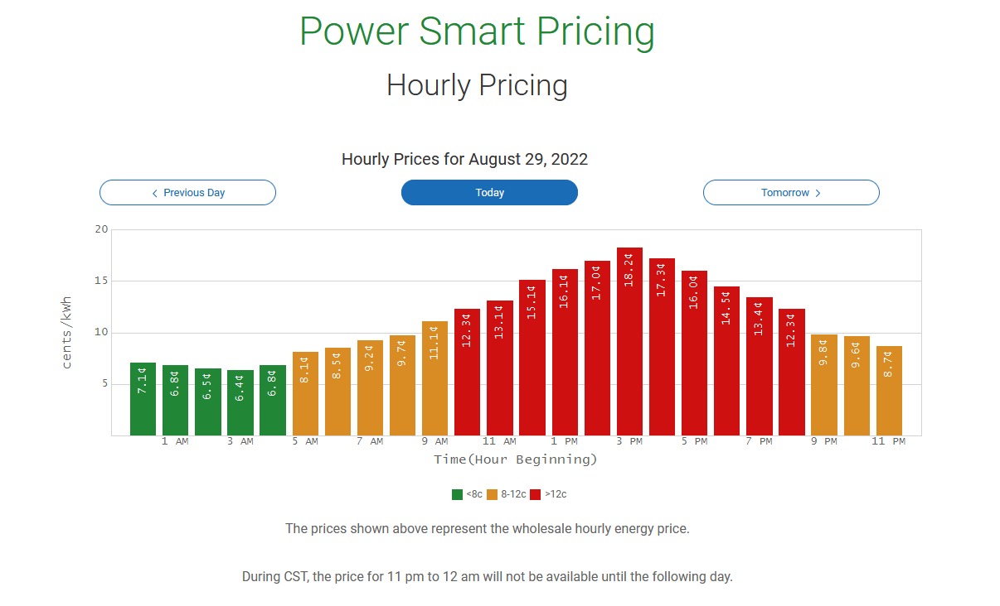 Power Smart Pricing
Hourly Pricing
Hourly Prices for August 29, 2022
Previous Day
Today
Tomorrow
20
15
10
5
cents/kWh
7.1¢
6.8¢
6.5¢
6.4¢
6.8¢
8.1¢
8.5¢
9.2¢
9.7¢
11.1¢
12.3¢
13.1¢
15.1¢
16.1¢
17.0¢
18.2¢
17.3¢
16.0¢
14.5¢
13.4¢
12.3¢
9.8¢
9.6¢
8.7¢
1 AM 3 AM 5 AM 7 AM 9 AM 11 AM 1 PM 3 PM 5 PM 7 PM 9 PM 11 PM
Time(Hour Beginning)
<8c 8-12c >12c
The prices shown above represent the wholesale hourly energy price.
During CST, the price for 11 pm to 12 am will not be available until the following day.